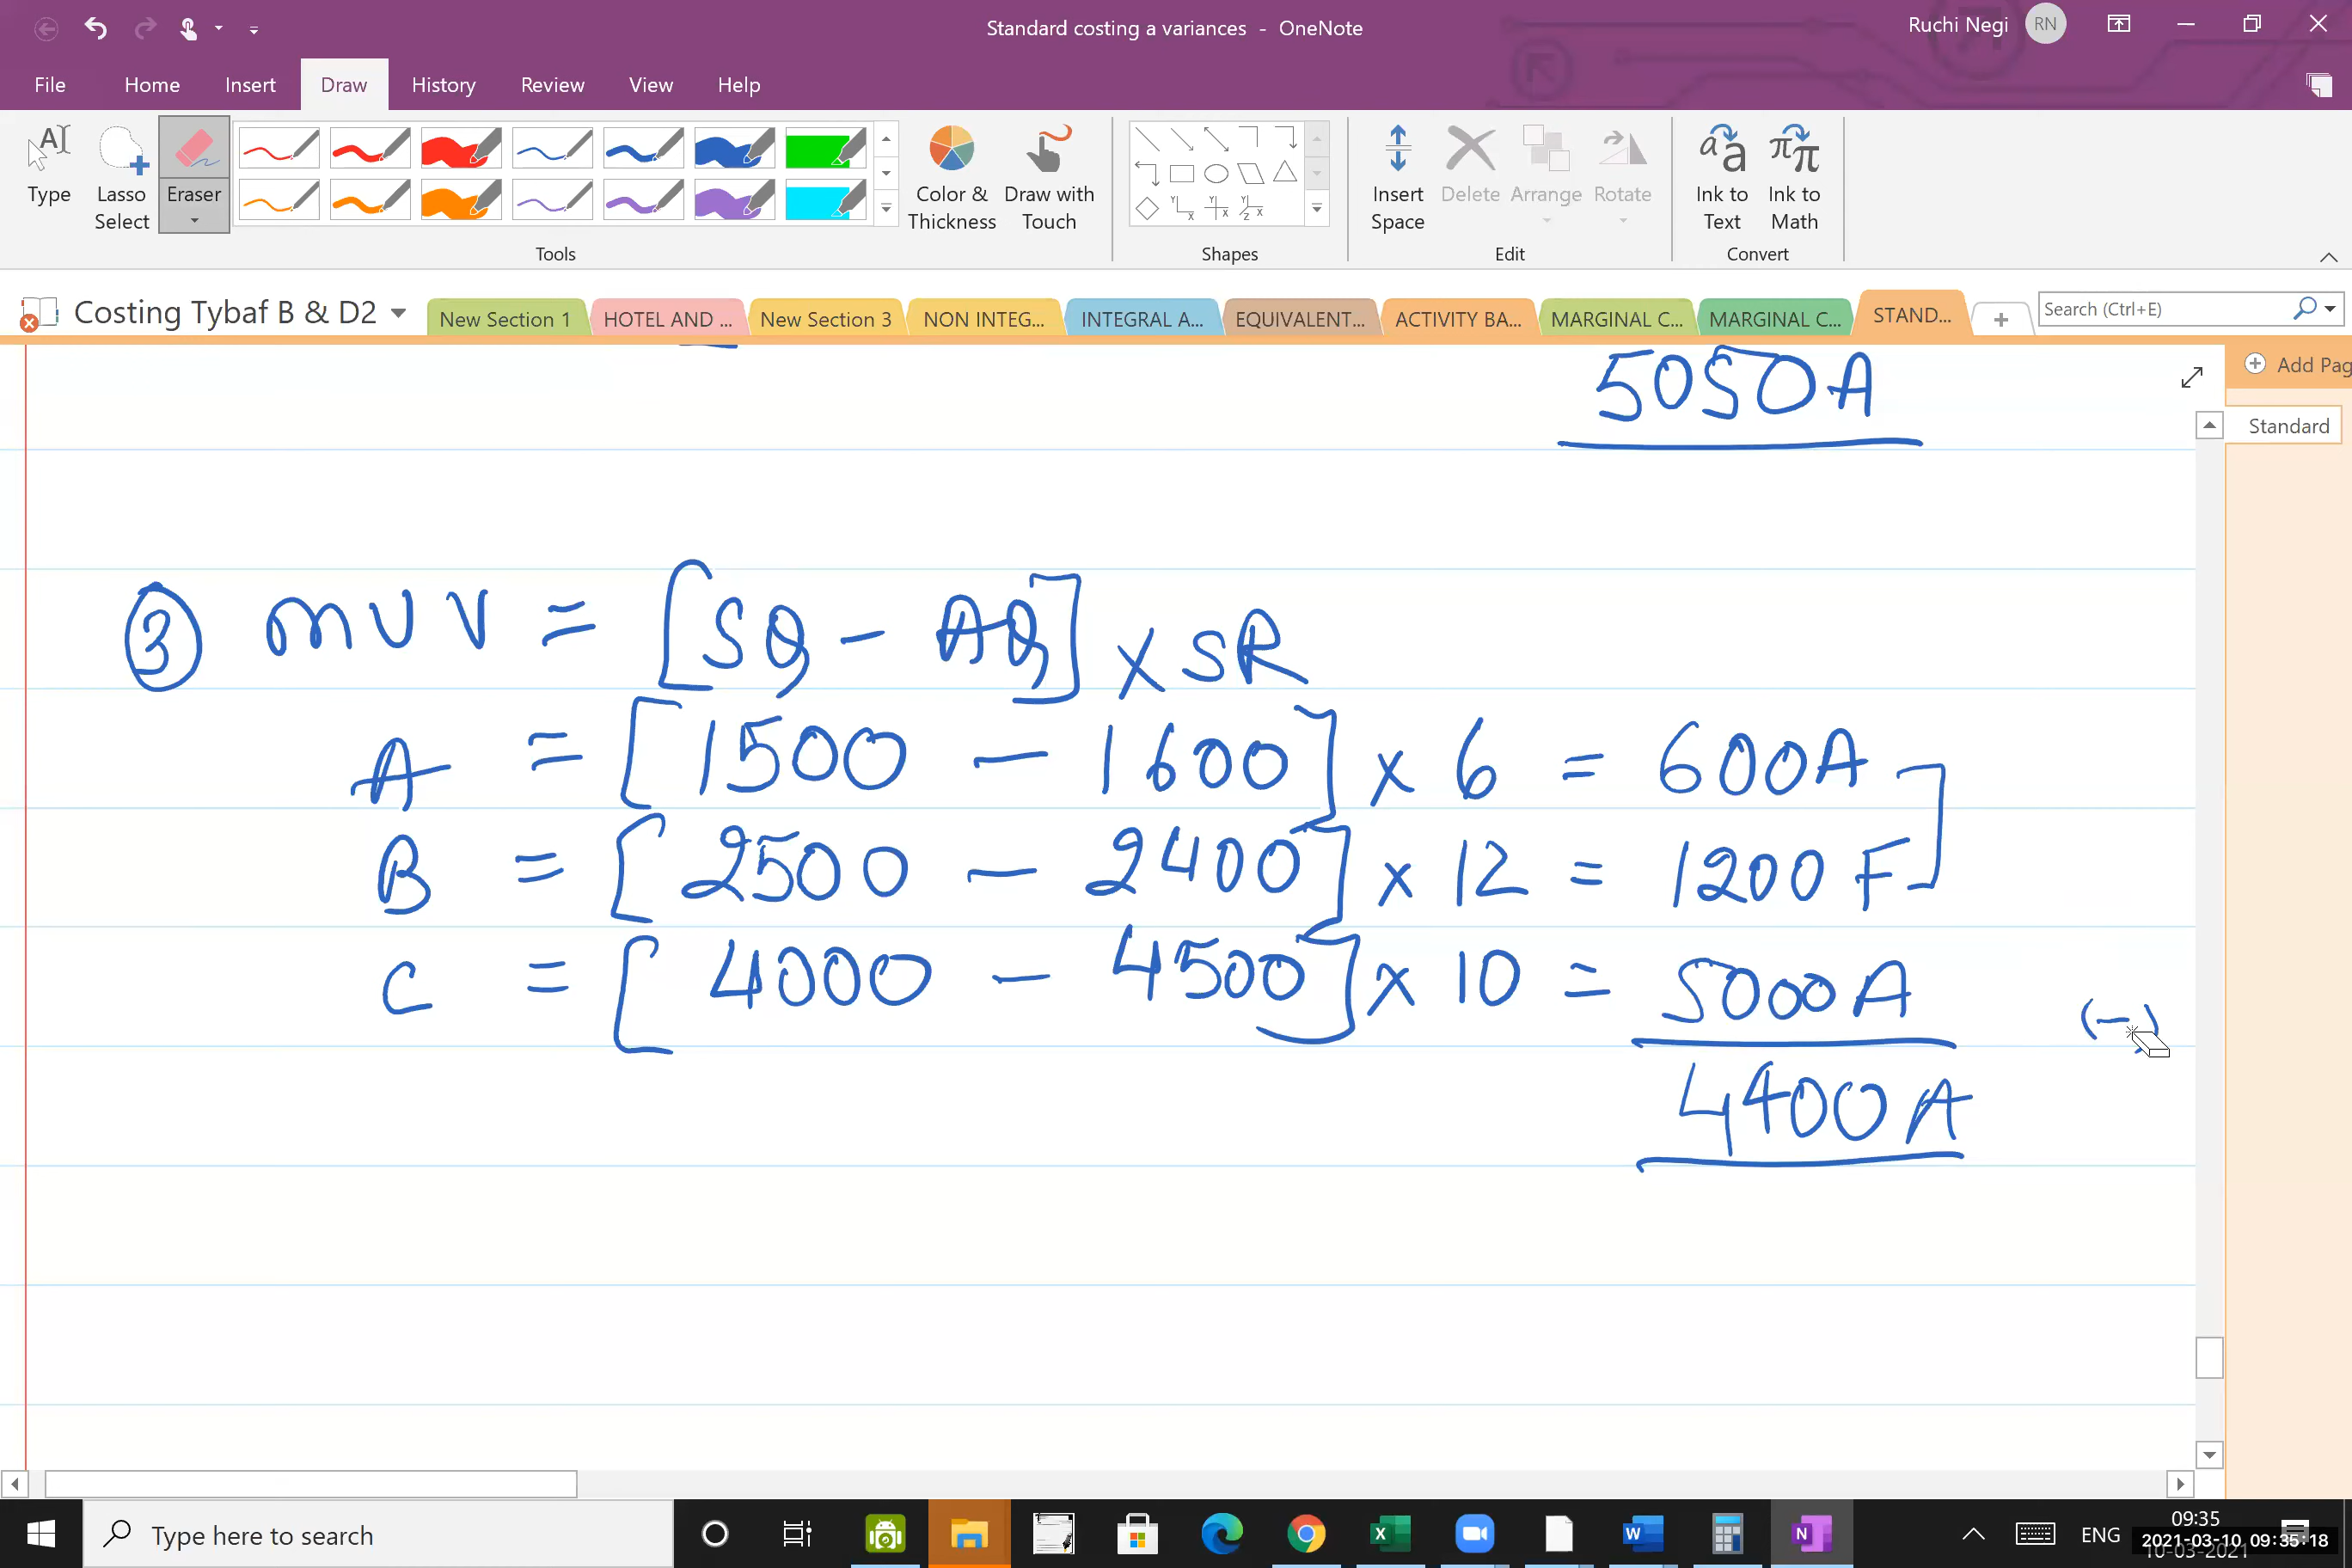 Standard costing a variances - OneNote
Ruchi Negi RN
File Home Insert Draw History Review View Help
Type
Lasso Select
Eraser
Color & Thickness
Draw with Touch
Insert Space
Delete
Arrange
Rotate
Ink to Text
Ink to Math
Tools Shapes Edit Convert
Costing Tybaf B & D2
New Section 1 HOTEL AND ... New Section 3 NON INTEG... INTEGRAL A... EQUIVALENT... ACTIVITY BA... MARGINAL C... MARGINAL C... STAND... +
Search (Ctrl+E)
Add Pag
Standard
5050A
③ MUV = [SQ - AQ] × SR
A = [1500 - 1600] × 6 = 600A
B = [2500 - 2400] × 12 = 1200 F
C = [4000 - 4500] × 10 = 5000A
(-)
4400A
Type here to search
ENG
09:35
2021-03-10 09:35:18
10-03-2021